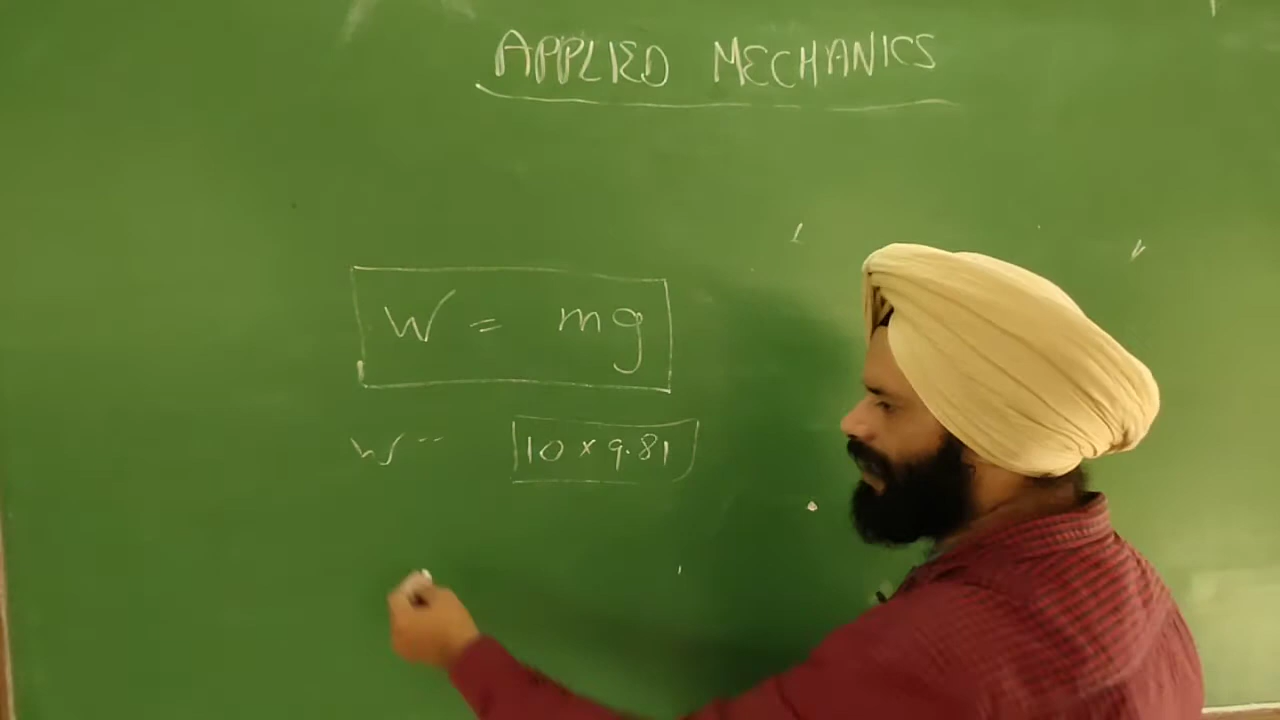 APPLIED MECHANICS
W = mg
W -- 10 × 9.81